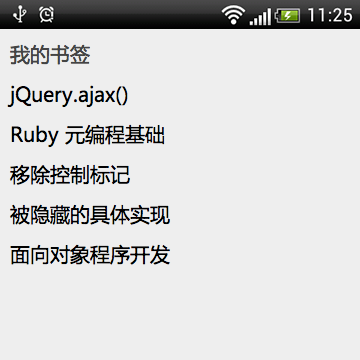 11:25
我的书签
jQuery.ajax()
Ruby 元编程基础
移除控制标记
被隐藏的具体实现
面向对象程序开发